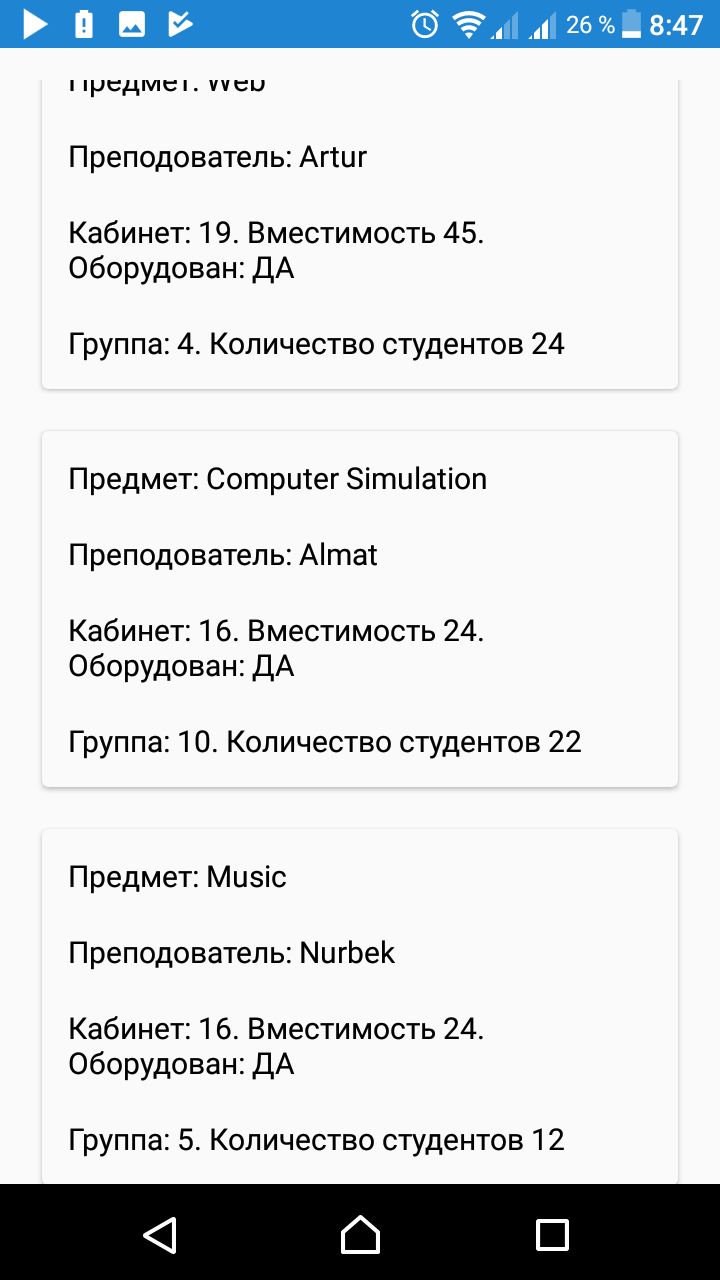 26 % 8:47
Предмет: Web
Преподователь: Artur
Кабинет: 19. Вместимость 45.
Оборудован: ДА
Группа: 4. Количество студентов 24
Предмет: Computer Simulation
Преподователь: Almat
Кабинет: 16. Вместимость 24.
Оборудован: ДА
Группа: 10. Количество студентов 22
Предмет: Music
Преподователь: Nurbek
Кабинет: 16. Вместимость 24.
Оборудован: ДА
Группа: 5. Количество студентов 12